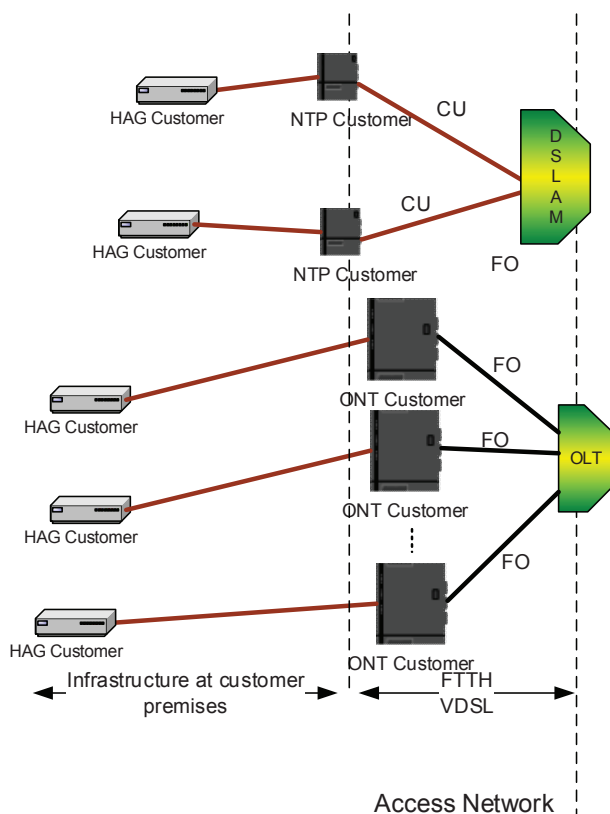 HAG Customer
NTP Customer
CU
DSLAM
HAG Customer
CU
NTP Customer
FO
FO
HAG Customer
ONT Customer
FO
OLT
HAG Customer
ONT Customer
FO
HAG Customer
ONT Customer
Infrastructure at customer
premises
FTTH
VDSL
Access Network